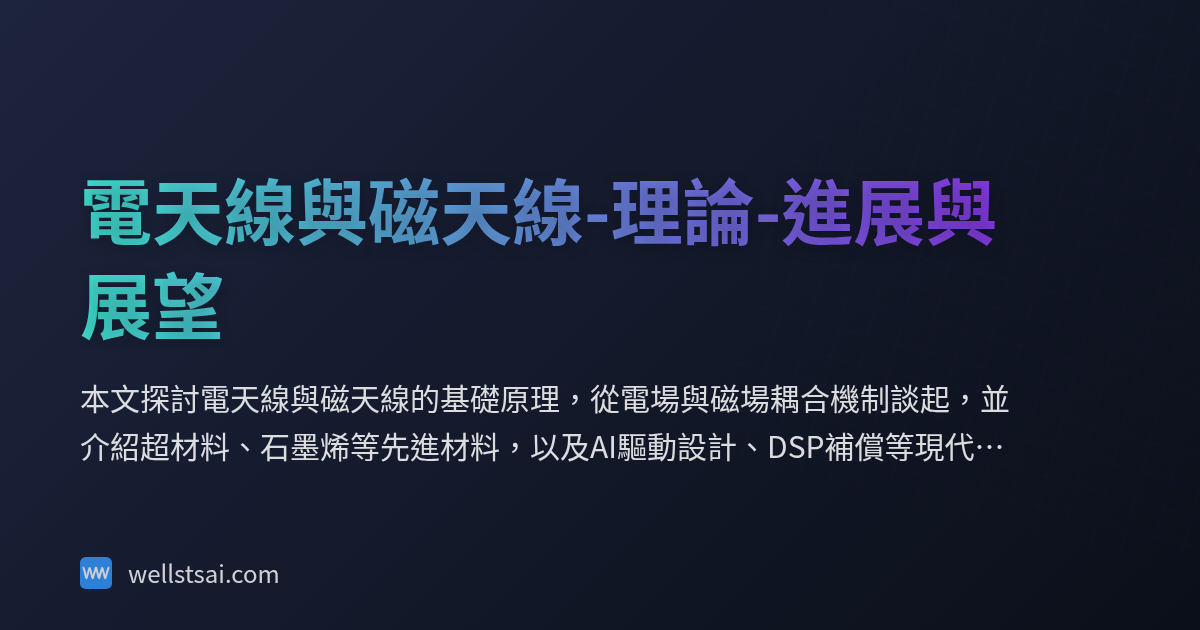 電天線與磁天線-理論-進展與
展望
本文探討電天線與磁天線的基礎原理，從電場與磁場耦合機制談起，並
介紹超材料、石墨烯等先進材料，以及AI驅動設計、DSP補償等現代…
W wellstsai.com